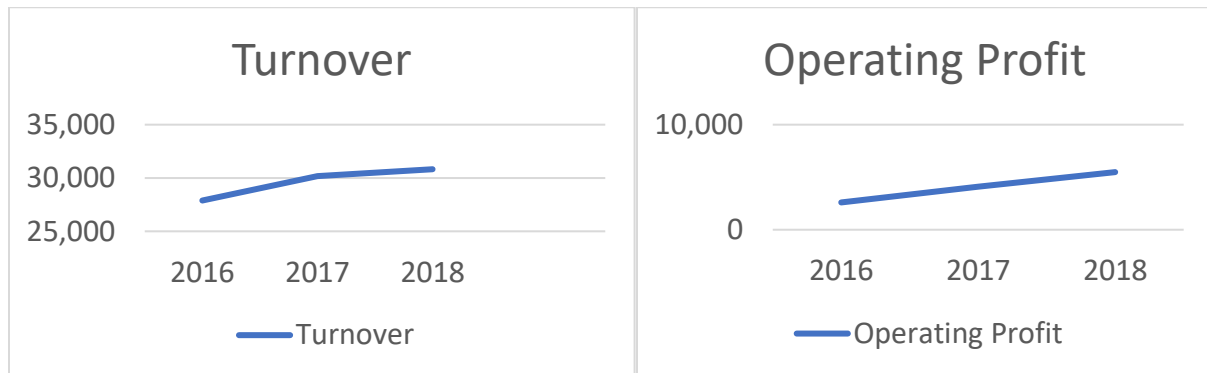 Turnover
35,000
30,000
25,000
2016 2017 2018
Turnover
Operating Profit
10,000
0
2016 2017 2018
Operating Profit